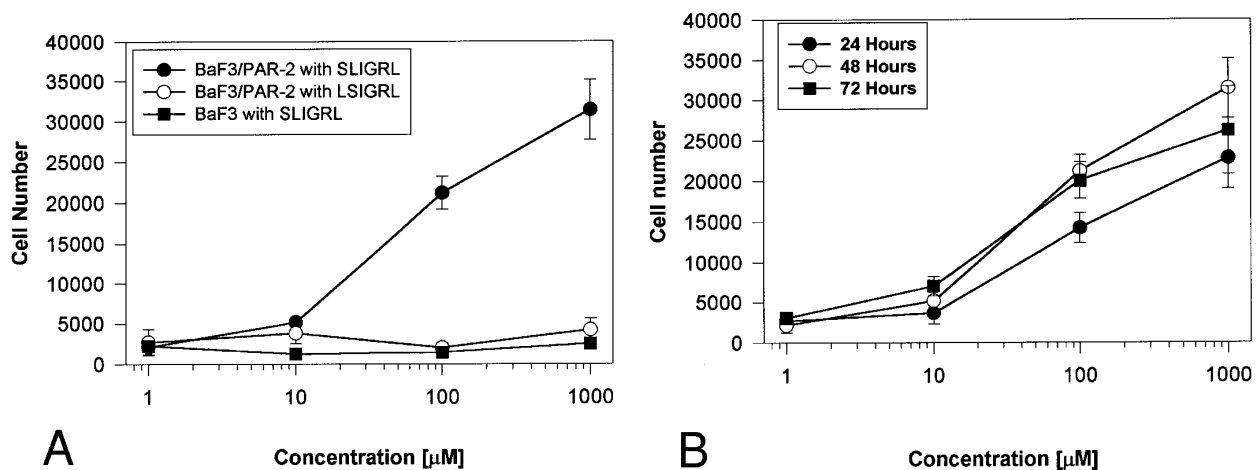 40000
35000
30000
25000
20000
15000
10000
5000
0
Cell Number
BaF3/PAR-2 with SLIGRL
BaF3/PAR-2 with LSIGRL
BaF3 with SLIGRL
1 10 100 1000
Concentration [µM]
A
40000
35000
30000
25000
20000
15000
10000
5000
0
Cell number
24 Hours
48 Hours
72 Hours
1 10 100 1000
Concentration [µM]
B